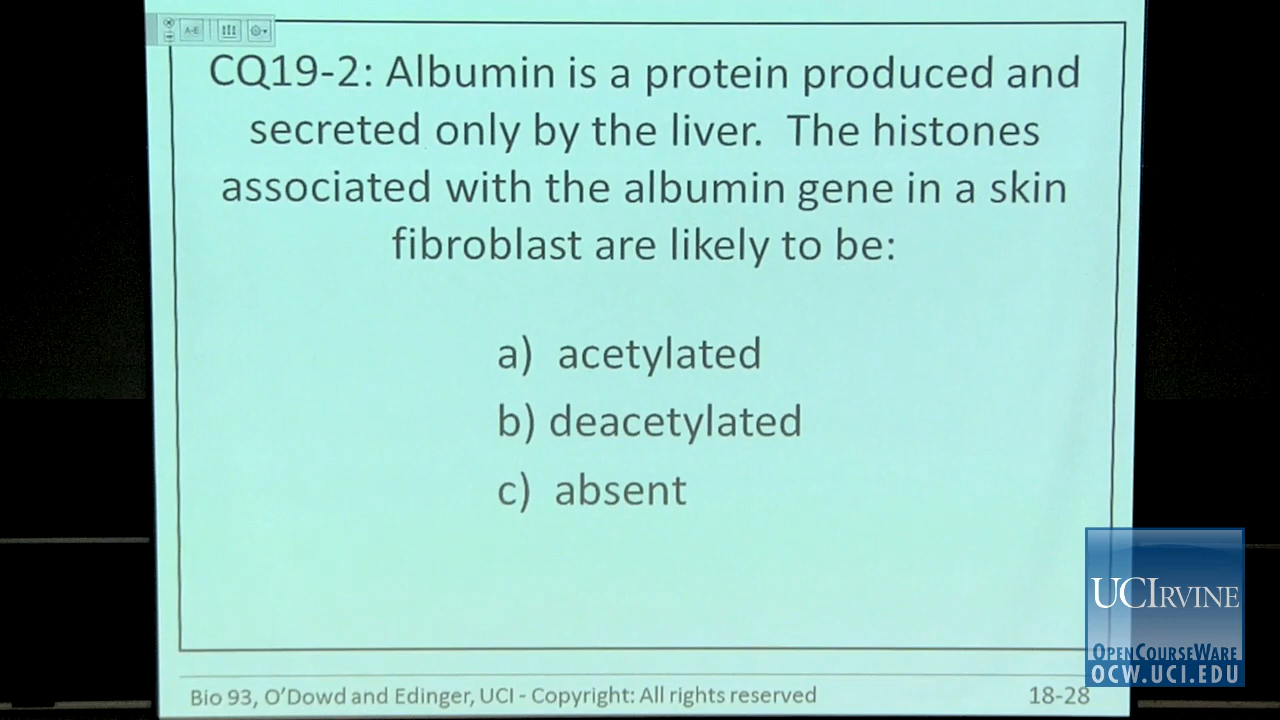 A-E
CQ19-2: Albumin is a protein produced and
secreted only by the liver. The histones
associated with the albumin gene in a skin
fibroblast are likely to be:
a) acetylated
b) deacetylated
c) absent
UCIRVINE
OPENCOURSEWARE
OCW.UCI.EDU
Bio 93, O'Dowd and Edinger, UCI - Copyright: All rights reserved
18-28